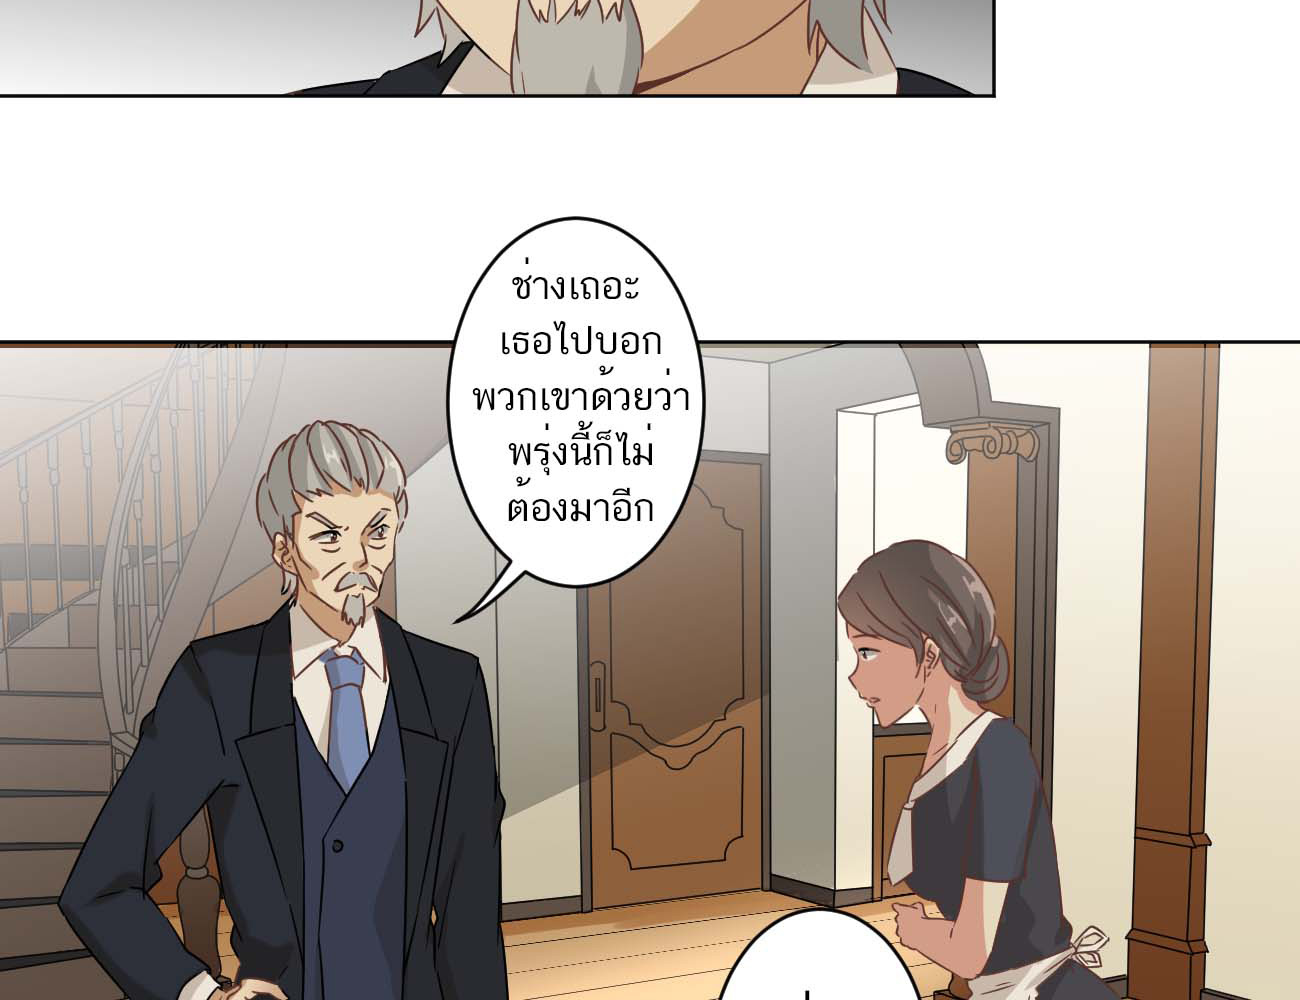 ช่างเถอะ
เธอไปบอก
พวกเขาด้วยว่า
พรุ่งนี้ก็ไม่
ต้องมาอีก